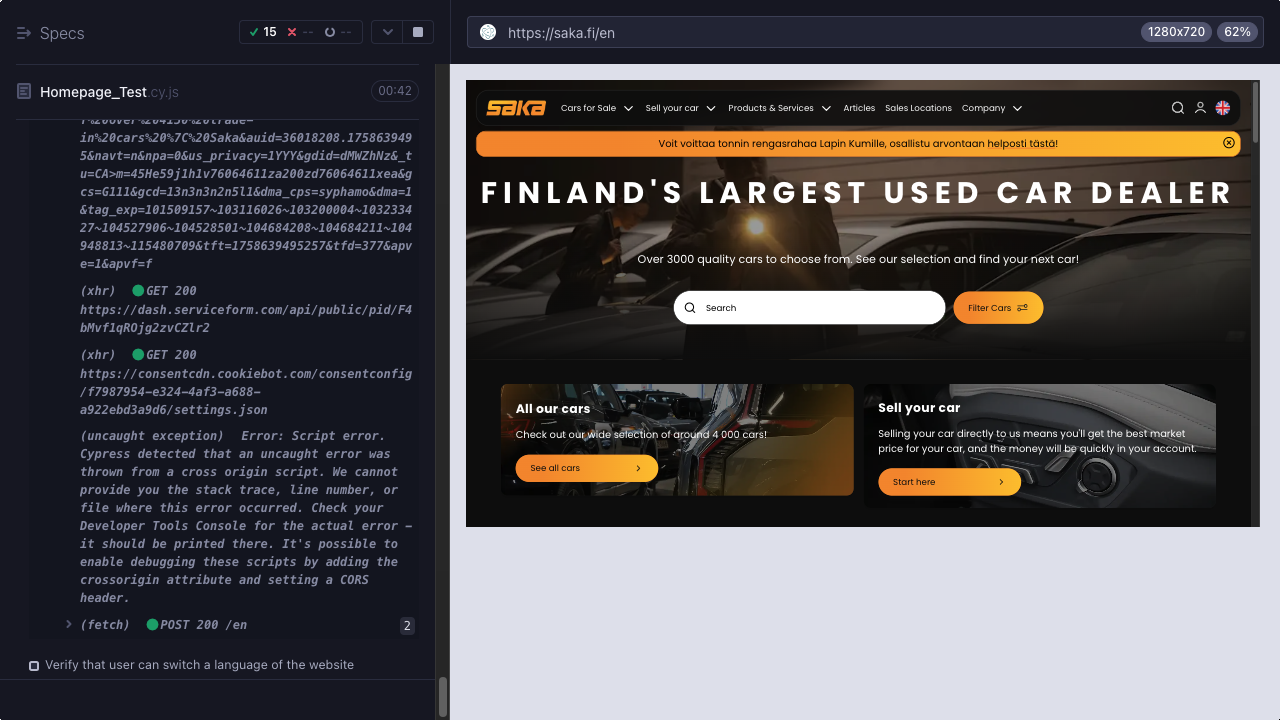 Specs
15
--
--
https://saka.fi/en
1280x720
62%
Homepage_Test.cy.js
00:42
in%20cars%20%7C%20Saka&auid=36018208.175863949
5&navt=n&npa=0&us_privacy=1YYY&gdid=dMWZhNz&_t
u=CA>m=45He59j1h1v76064611za200zd76064611xea&g
cs=G111&gcd=13n3n3n2n5l1&dma_cps=syphamo&dma=1
&tag_exp=101509157~103116026~103200004~1032334
27~104527906~104528501~104684208~104684211~104
948813~115480709&tft=1758639495257&tfd=377&apv
e=1&apvf=f
(xhr) GET 200
https://dash.serviceform.com/api/public/pid/F4
bMvf1qROjg2zvCZlr2
(xhr) GET 200
https://consentcdn.cookiebot.com/consentconfig
/f7987954-e324-4af3-a688-
a922ebd3a9d6/settings.json
(uncaught exception) Error: Script error.
Cypress detected that an uncaught error was
thrown from a cross origin script. We cannot
provide you the stack trace, line number, or
file where this error occurred. Check your
Developer Tools Console for the actual error -
it should be printed there. It's possible to
enable debugging these scripts by adding the
crossorigin attribute and setting a CORS
header.
(fetch) POST 200 /en
2
Verify that user can switch a language of the website
saka
Cars for Sale
Sell your car
Products & Services
Articles
Sales Locations
Company
Voit voittaa tonnin rengasrahaa Lapin Kumille, osallistu arvontaan helposti tästä!
FINLAND'S LARGEST USED CAR DEALER
Over 3000 quality cars to choose from. See our selection and find your next car!
Search
Filter Cars
All our cars
Check out our wide selection of around 4 000 cars!
See all cars
Sell your car
Selling your car directly to us means you'll get the best market
price for your car, and the money will be quickly in your account.
Start here